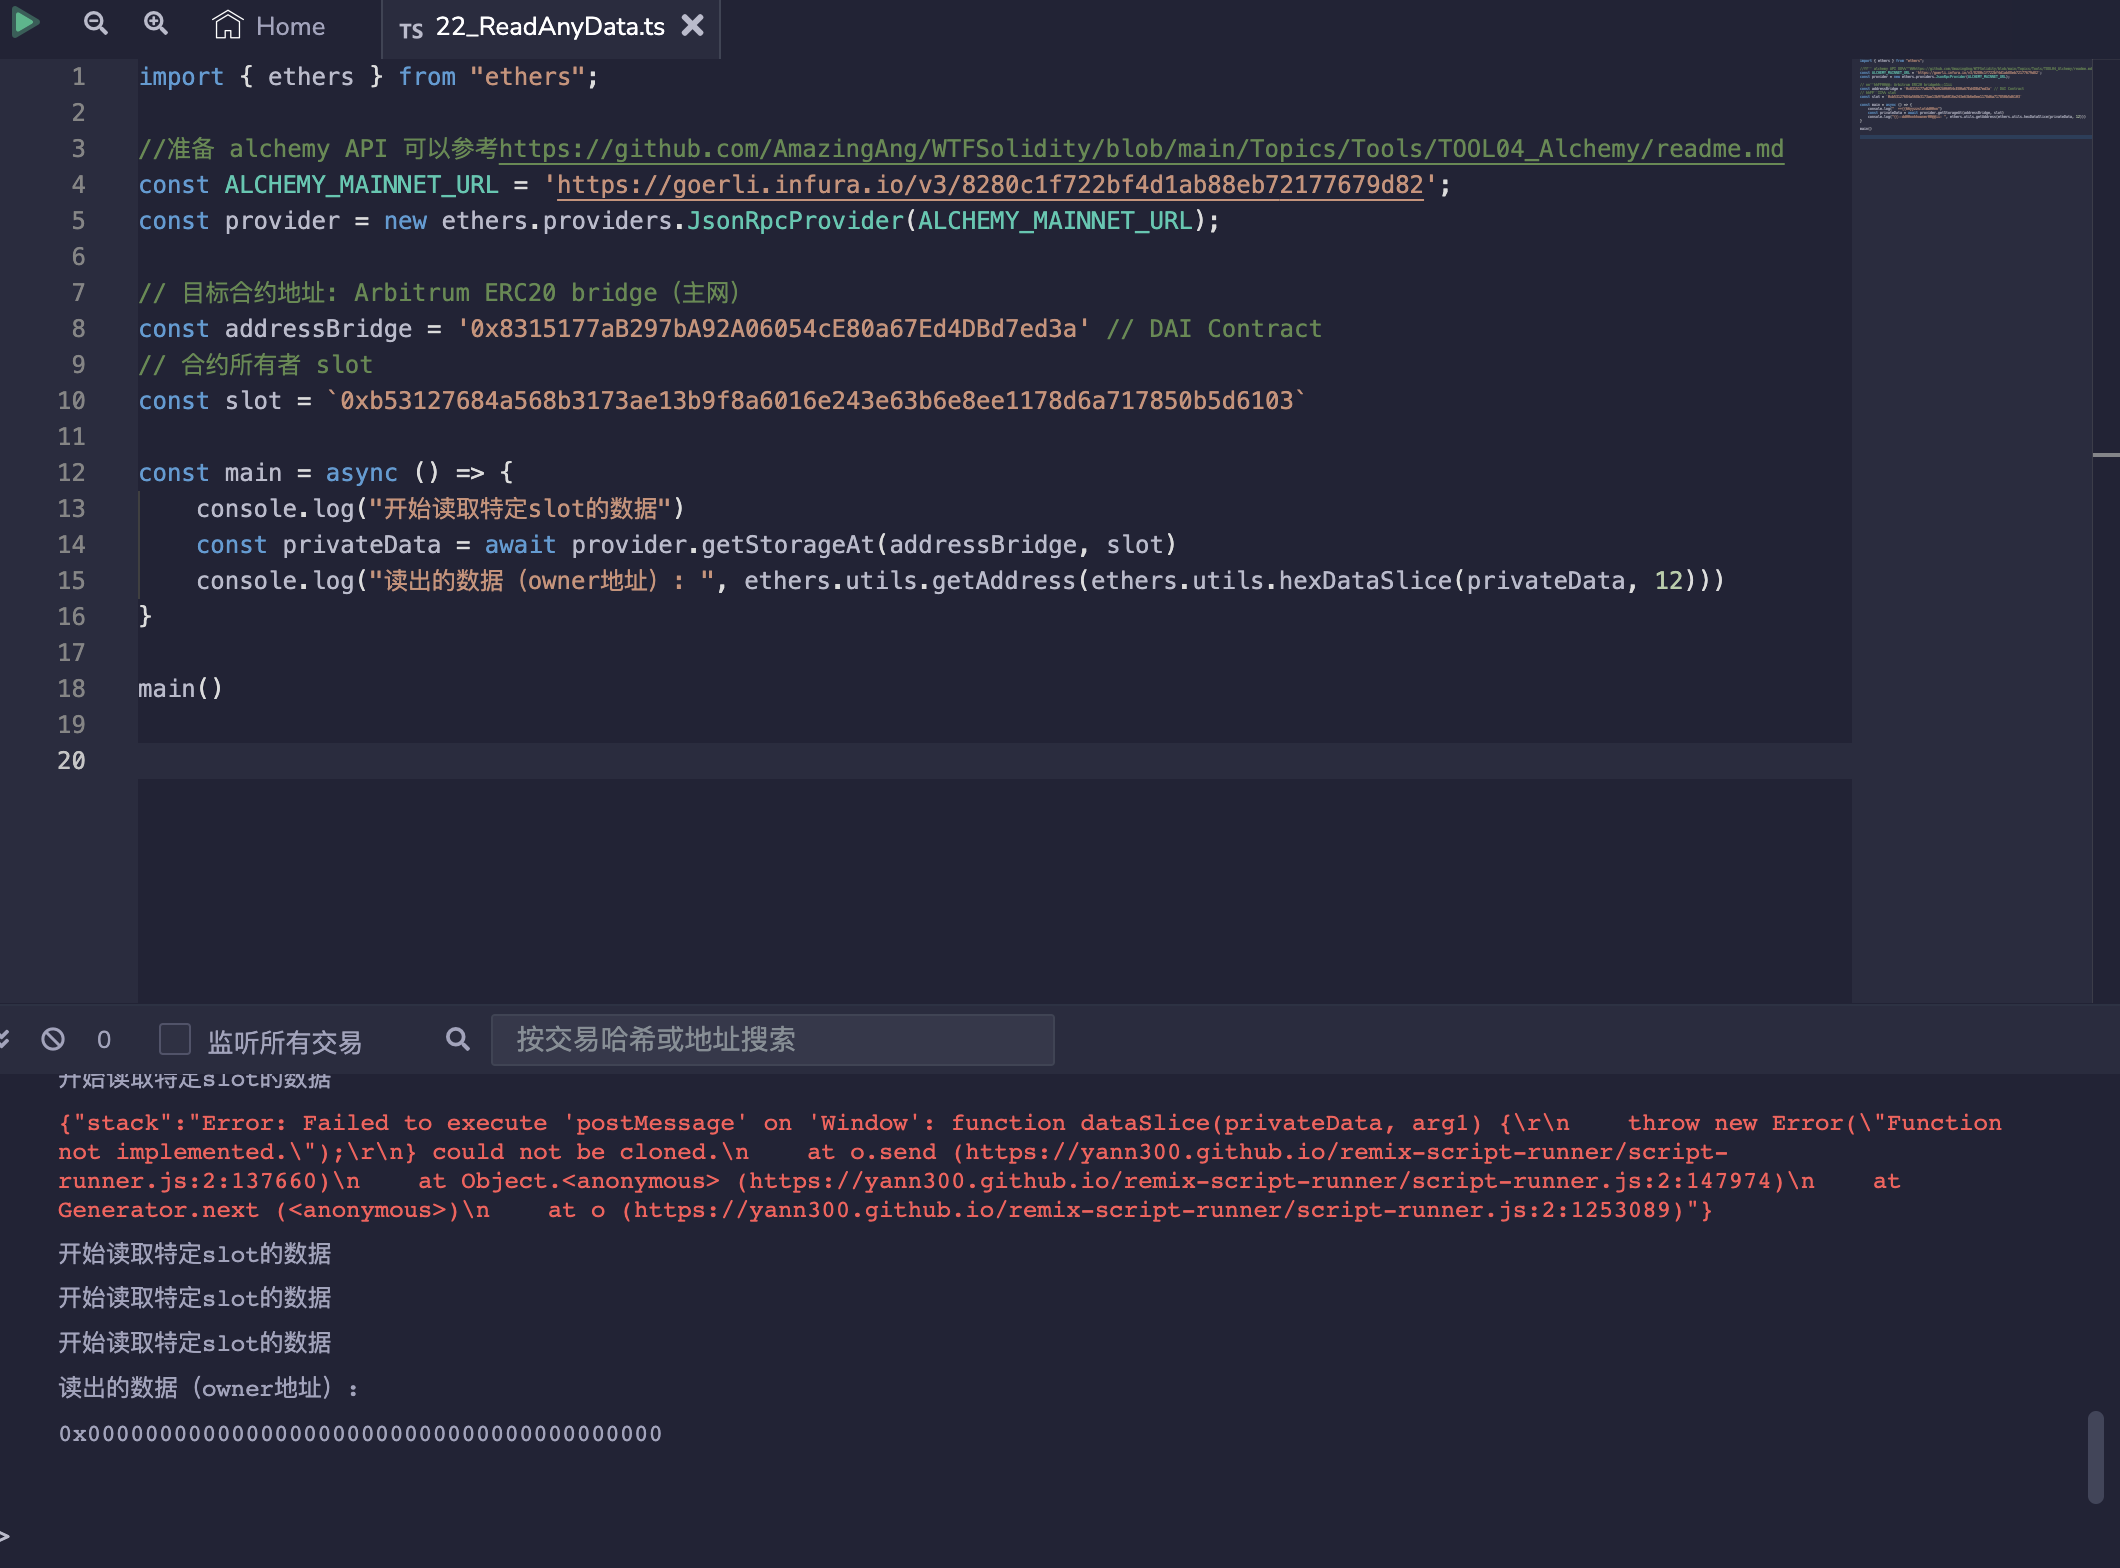 Home
TS 22_ReadAnyData.ts
1 import { ethers } from "ethers";
2
3 //准备 alchemy API 可以参考https://github.com/AmazingAng/WTFSolidity/blob/main/Topics/Tools/TOOL04_Alchemy/readme.md
4 const ALCHEMY_MAINNET_URL = 'https://goerli.infura.io/v3/8280c1f722bf4d1ab88eb72177679d82';
5 const provider = new ethers.providers.JsonRpcProvider(ALCHEMY_MAINNET_URL);
6
7 // 目标合约地址: Arbitrum ERC20 bridge（主网）
8 const addressBridge = '0x8315177aB297bA92A06054cE80a67Ed4DBd7ed3a' // DAI Contract
9 // 合约所有者 slot
10 const slot = `0xb53127684a568b3173ae13b9f8a6016e243e63b6e8ee1178d6a717850b5d6103`
11
12 const main = async () => {
13     console.log("开始读取特定slot的数据")
14     const privateData = await provider.getStorageAt(addressBridge, slot)
15     console.log("读出的数据（owner地址）: ", ethers.utils.getAddress(ethers.utils.hexDataSlice(privateData, 12)))
16 }
17
18 main()
19
20
0 监听所有交易 按交易哈希或地址搜索
开始读取特定slot的数据
{"stack":"Error: Failed to execute 'postMessage' on 'Window': function dataSlice(privateData, arg1) {\r\n    throw new Error(\"Function
not implemented.\");\r\n} could not be cloned.\n    at o.send (https://yann300.github.io/remix-script-runner/script-
runner.js:2:137660)\n    at Object.<anonymous> (https://yann300.github.io/remix-script-runner/script-runner.js:2:147974)\n    at
Generator.next (<anonymous>)\n    at o (https://yann300.github.io/remix-script-runner/script-runner.js:2:1253089)"}
开始读取特定slot的数据
开始读取特定slot的数据
开始读取特定slot的数据
读出的数据（owner地址）:
0x0000000000000000000000000000000000000000
>